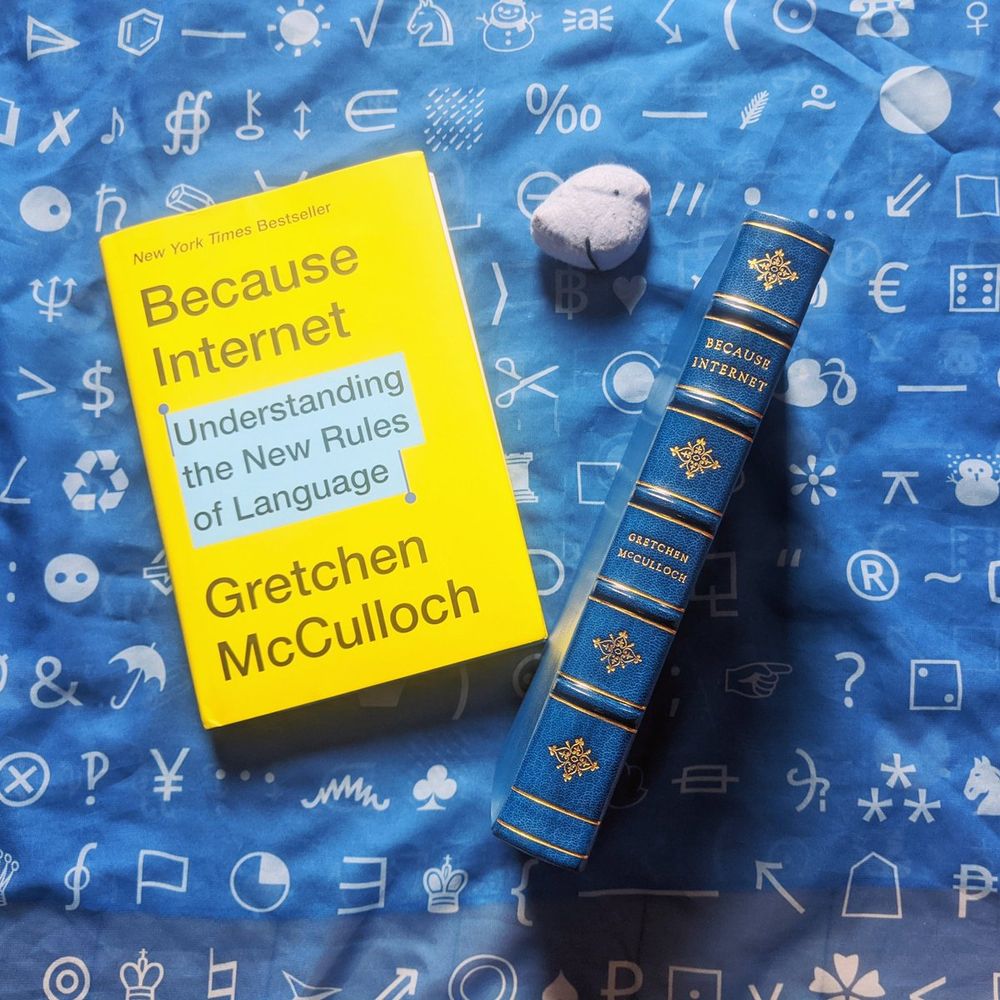 New York Times Bestseller
Because
Internet
Understanding
the New Rules
of Language
Gretchen
McCulloch
BECAUSE
INTERNET
GRETCHEN
McCULLOCH